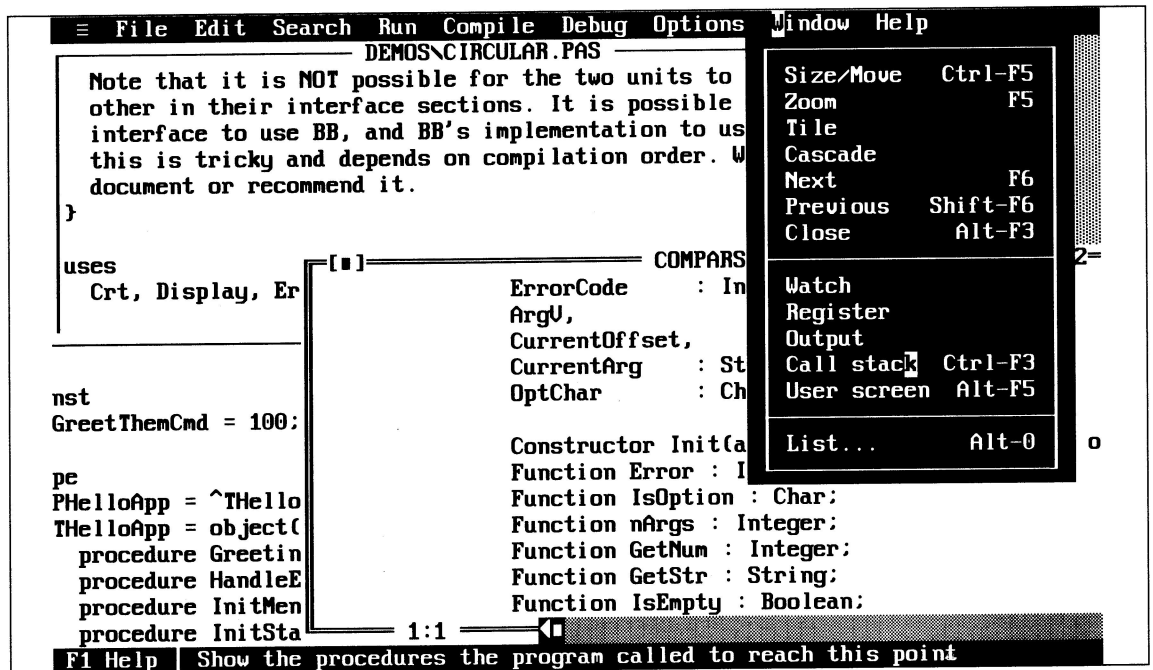 ≡ File Edit Search Run Compile Debug Options Window Help
DEMOS\CIRCULAR.PAS
Note that it is NOT possible for the two units to
other in their interface sections. It is possible
interface to use BB, and BB's implementation to us
this is tricky and depends on compilation order. W
document or recommend it.
}
uses
Crt, Display, Er
nst
GreetThemCmd = 100;
pe
PHelloApp = ^THello
THelloApp = object(
procedure Greetin
procedure HandleE
procedure InitMen
procedure InitSta
[■] COMPARS 2=
ErrorCode : In
ArgV,
CurrentOffset,
CurrentArg : St
OptChar : Ch
Constructor Init(a o
Function Error : I
Function IsOption : Char;
Function nArgs : Integer;
Function GetNum : Integer;
Function GetStr : String;
Function IsEmpty : Boolean;
1:1
Size/Move Ctrl-F5
Zoom F5
Tile
Cascade
Next F6
Previous Shift-F6
Close Alt-F3
Watch
Register
Output
Call stack Ctrl-F3
User screen Alt-F5
List... Alt-0
F1 Help | Show the procedures the program called to reach this point